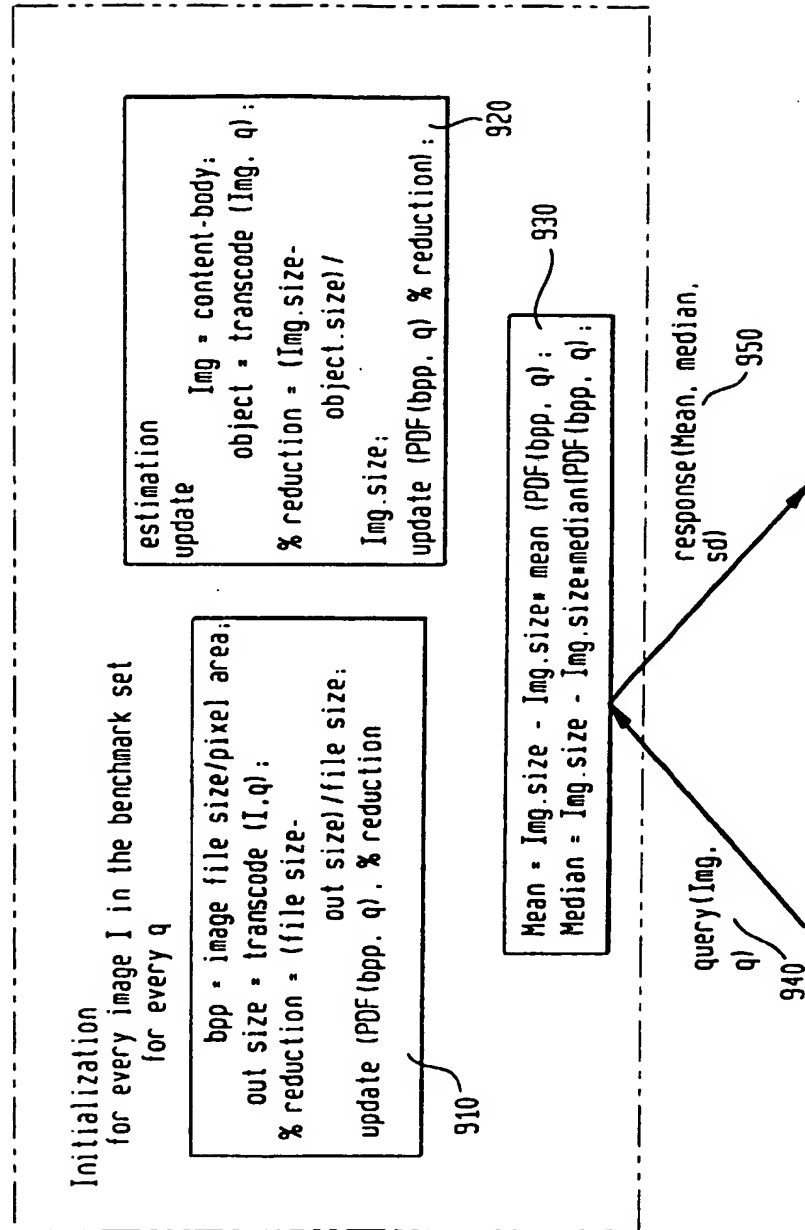 Initialization
for every image I in the benchmark set
for every q
bpp = image file size/pixel area;
out size = transcode (I,q);
% reduction = (file size-
out size)/file size;
update (PDF(bpp, q), % reduction
910
estimation
update
Img = content-body;
object = transcode (Img, q);
% reduction = (Img.size-
object.size)/
Img.size;
update (PDF(bpp, q) % reduction);
920
Mean = Img.size - Img.size* mean (PDF(bpp, q);
Median = Img.size - Img.size*median(PDF(bpp, q);
930
query(Img,
q)
940
response(Mean, median,
sd)
950